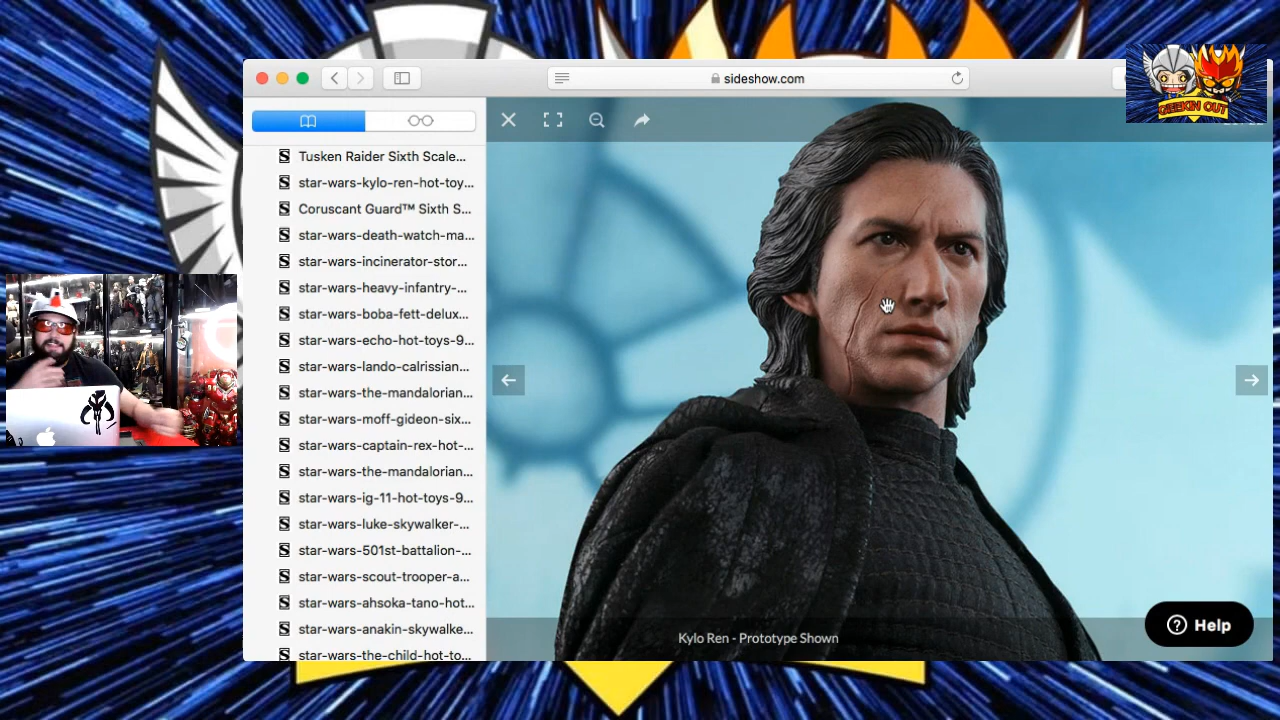 sideshow.com
GEEKIN OUT
Tusken Raider Sixth Scale...
star-wars-kylo-ren-hot-toy...
Coruscant Guard™ Sixth S...
star-wars-death-watch-ma...
star-wars-incinerator-stor...
star-wars-heavy-infantry-...
star-wars-boba-fett-delux...
star-wars-echo-hot-toys-9...
star-wars-lando-calrissian...
star-wars-the-mandalorian...
star-wars-moff-gideon-six...
star-wars-captain-rex-hot-...
star-wars-the-mandalorian...
star-wars-ig-11-hot-toys-9...
star-wars-luke-skywalker-...
star-wars-501st-battalion-...
star-wars-scout-trooper-a...
star-wars-ahsoka-tano-hot...
star-wars-anakin-skywalke...
star-wars-the-child-hot-to...
Kylo Ren - Prototype Shown
Help